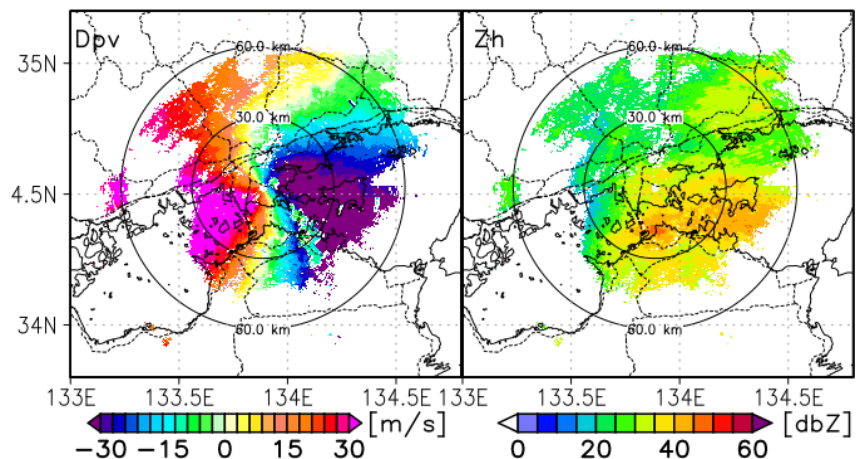 Dpv
60.0 km
30.0 km
60.0 km
Zh
60.0 km
30.0 km
60.0 km
35N
4.5N
34N
133E
133.5E
134E
134.5E
133E
133.5E
134E
134.5E
−30 −15 0 15 30 [m/s]
0 20 40 60 [dbZ]